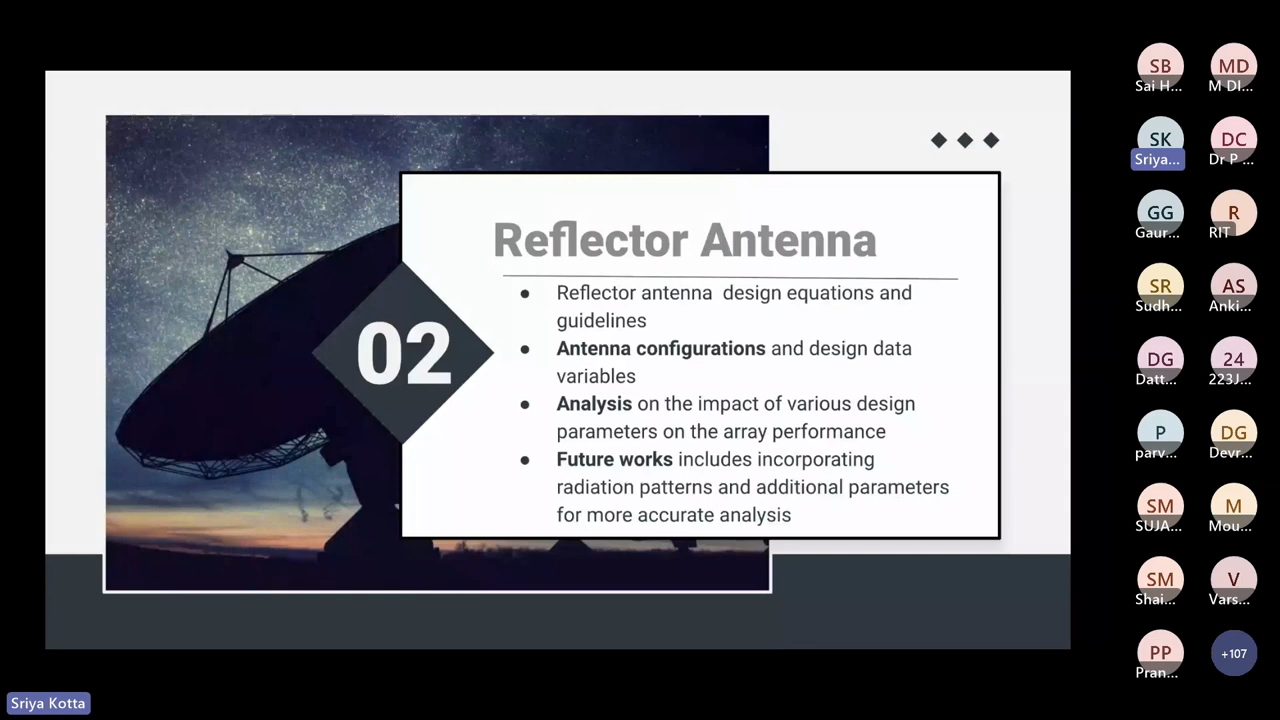 SB
MD
Sai H...
M DI...
SK
DC
Sriya...
Dr P ...
GG
R
Gaur...
RIT
SR
AS
Sudh...
Anki...
DG
24
Datt...
223J...
P
DG
parv...
Devr...
SM
M
SUJA...
Mou...
SM
V
Shai...
Vars...
PP
+107
Pran...
Reflector Antenna
02
● Reflector antenna design equations and
guidelines
● Antenna configurations and design data
variables
● Analysis on the impact of various design
parameters on the array performance
● Future works includes incorporating
radiation patterns and additional parameters
for more accurate analysis
Sriya Kotta